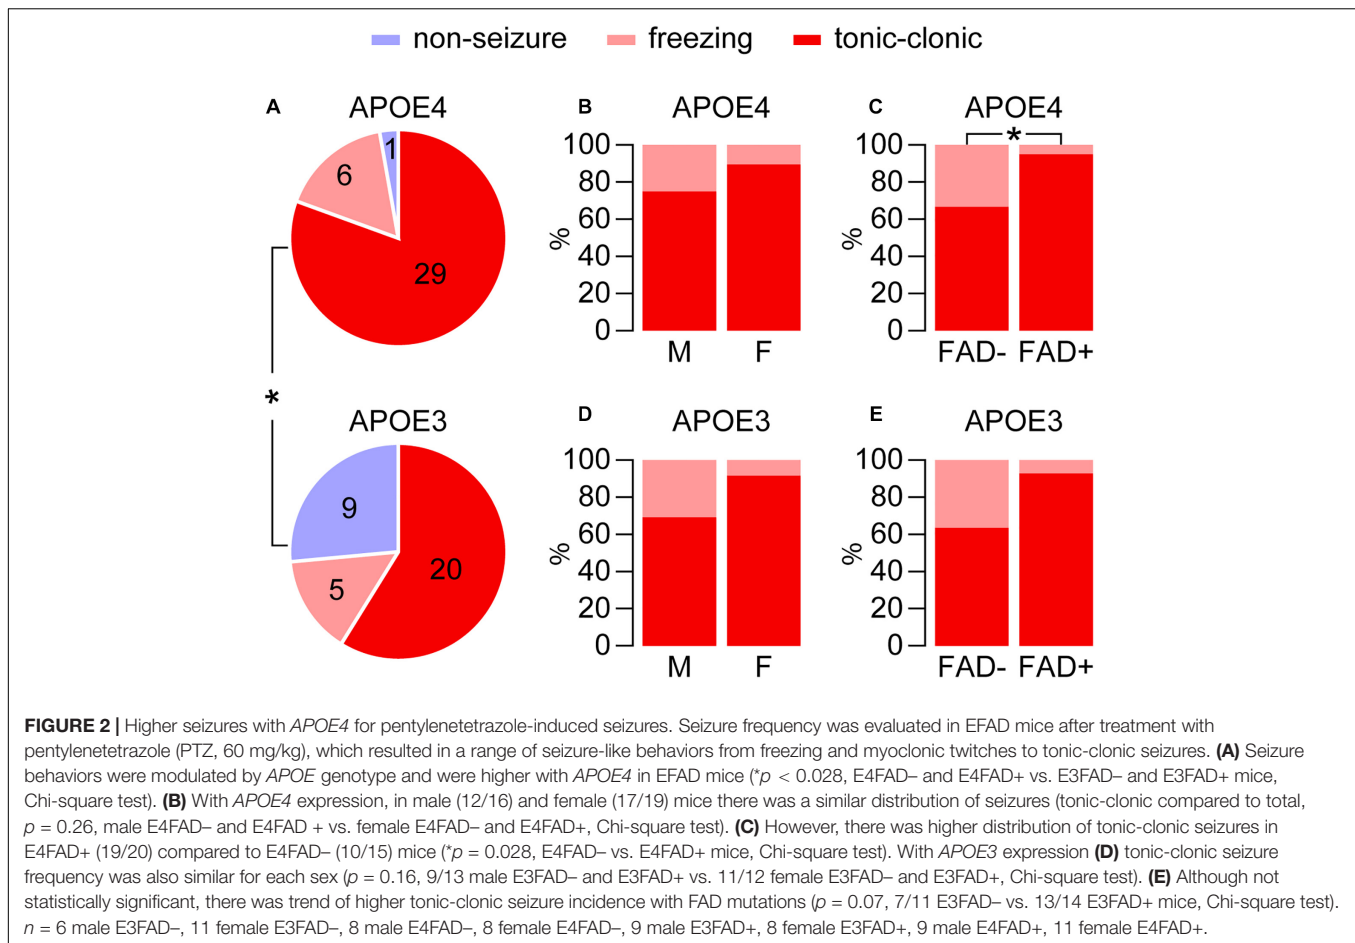 non-seizure freezing tonic-clonic
A APOE4
1
6
29
*
APOE3
9
5
20
B APOE4
100
80
60
40
20
0
%
M F
C APOE4
*
100
80
60
40
20
0
%
FAD- FAD+
D APOE3
100
80
60
40
20
0
%
M F
E APOE3
100
80
60
40
20
0
%
FAD- FAD+
FIGURE 2 | Higher seizures with APOE4 for pentylenetetrazole-induced seizures. Seizure frequency was evaluated in EFAD mice after treatment with
pentylenetetrazole (PTZ, 60 mg/kg), which resulted in a range of seizure-like behaviors from freezing and myoclonic twitches to tonic-clonic seizures. (A) Seizure
behaviors were modulated by APOE genotype and were higher with APOE4 in EFAD mice (*p < 0.028, E4FAD– and E4FAD+ vs. E3FAD– and E3FAD+ mice,
Chi-square test). (B) With APOE4 expression, in male (12/16) and female (17/19) mice there was a similar distribution of seizures (tonic-clonic compared to total,
p = 0.26, male E4FAD– and E4FAD + vs. female E4FAD– and E4FAD+, Chi-square test). (C) However, there was higher distribution of tonic-clonic seizures in
E4FAD+ (19/20) compared to E4FAD– (10/15) mice (*p = 0.028, E4FAD– vs. E4FAD+ mice, Chi-square test). With APOE3 expression (D) tonic-clonic seizure
frequency was also similar for each sex (p = 0.16, 9/13 male E3FAD– and E3FAD+ vs. 11/12 female E3FAD– and E3FAD+, Chi-square test). (E) Although not
statistically significant, there was trend of higher tonic-clonic seizure incidence with FAD mutations (p = 0.07, 7/11 E3FAD– vs. 13/14 E3FAD+ mice, Chi-square test).
n = 6 male E3FAD–, 11 female E3FAD–, 8 male E4FAD–, 8 female E4FAD–, 9 male E3FAD+, 8 female E3FAD+, 9 male E4FAD+, 11 female E4FAD+.